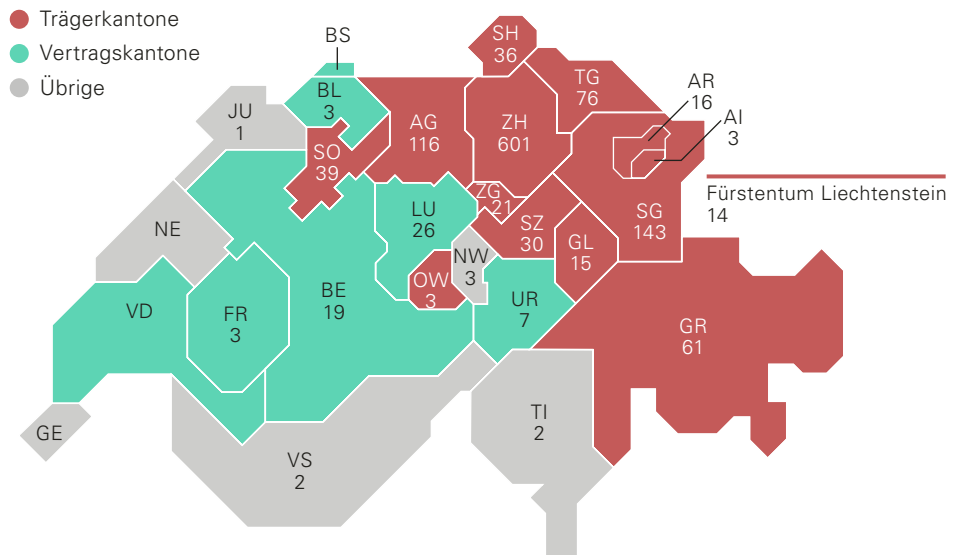 Trägerkantone
Vertragskantone
Übrige
BS
SH
36
TG
76
AR
16
AI
3
JU
1
BL
3
AG
116
ZH
601
SO
39
Fürstentum Liechtenstein
14
ZG
21
LU
26
SZ
30
SG
143
NE
NW
3
GL
15
OW
3
BE
19
UR
7
VD
FR
3
GR
61
TI
2
GE
VS
2